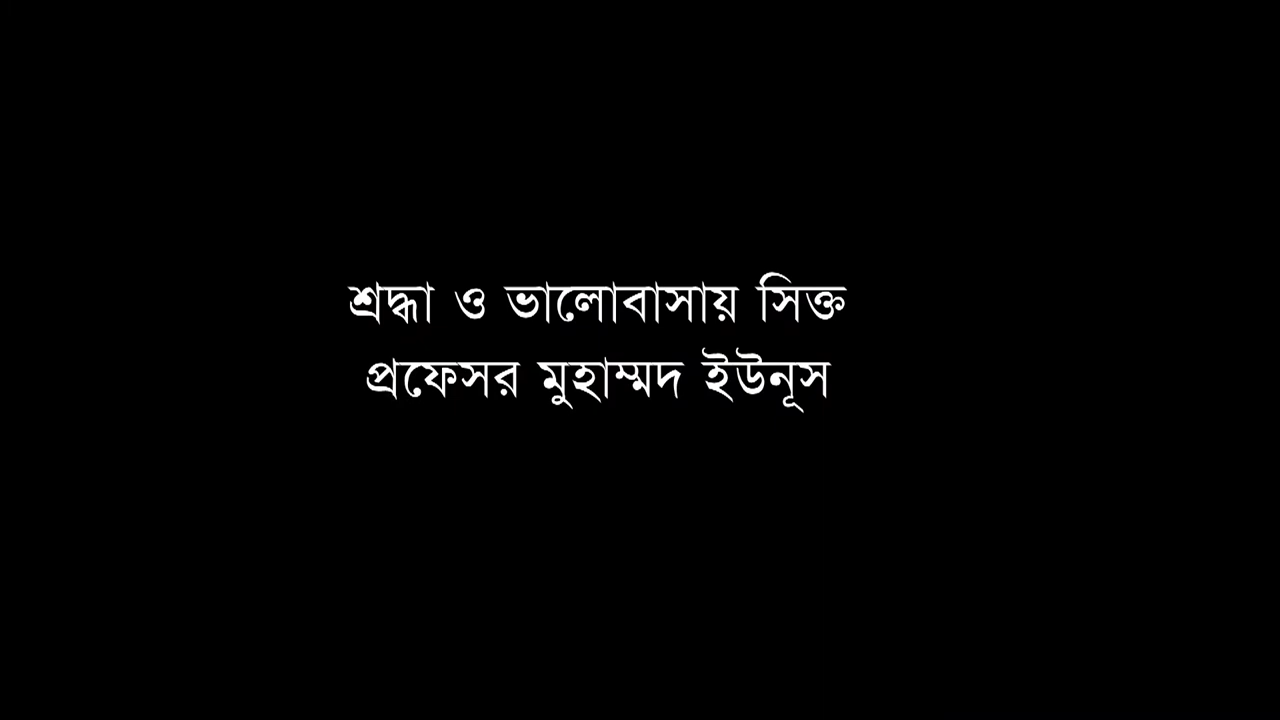 শ্রদ্ধা ও ভালোবাসায় সিক্ত
প্রফেসর মুহাম্মদ ইউনূস